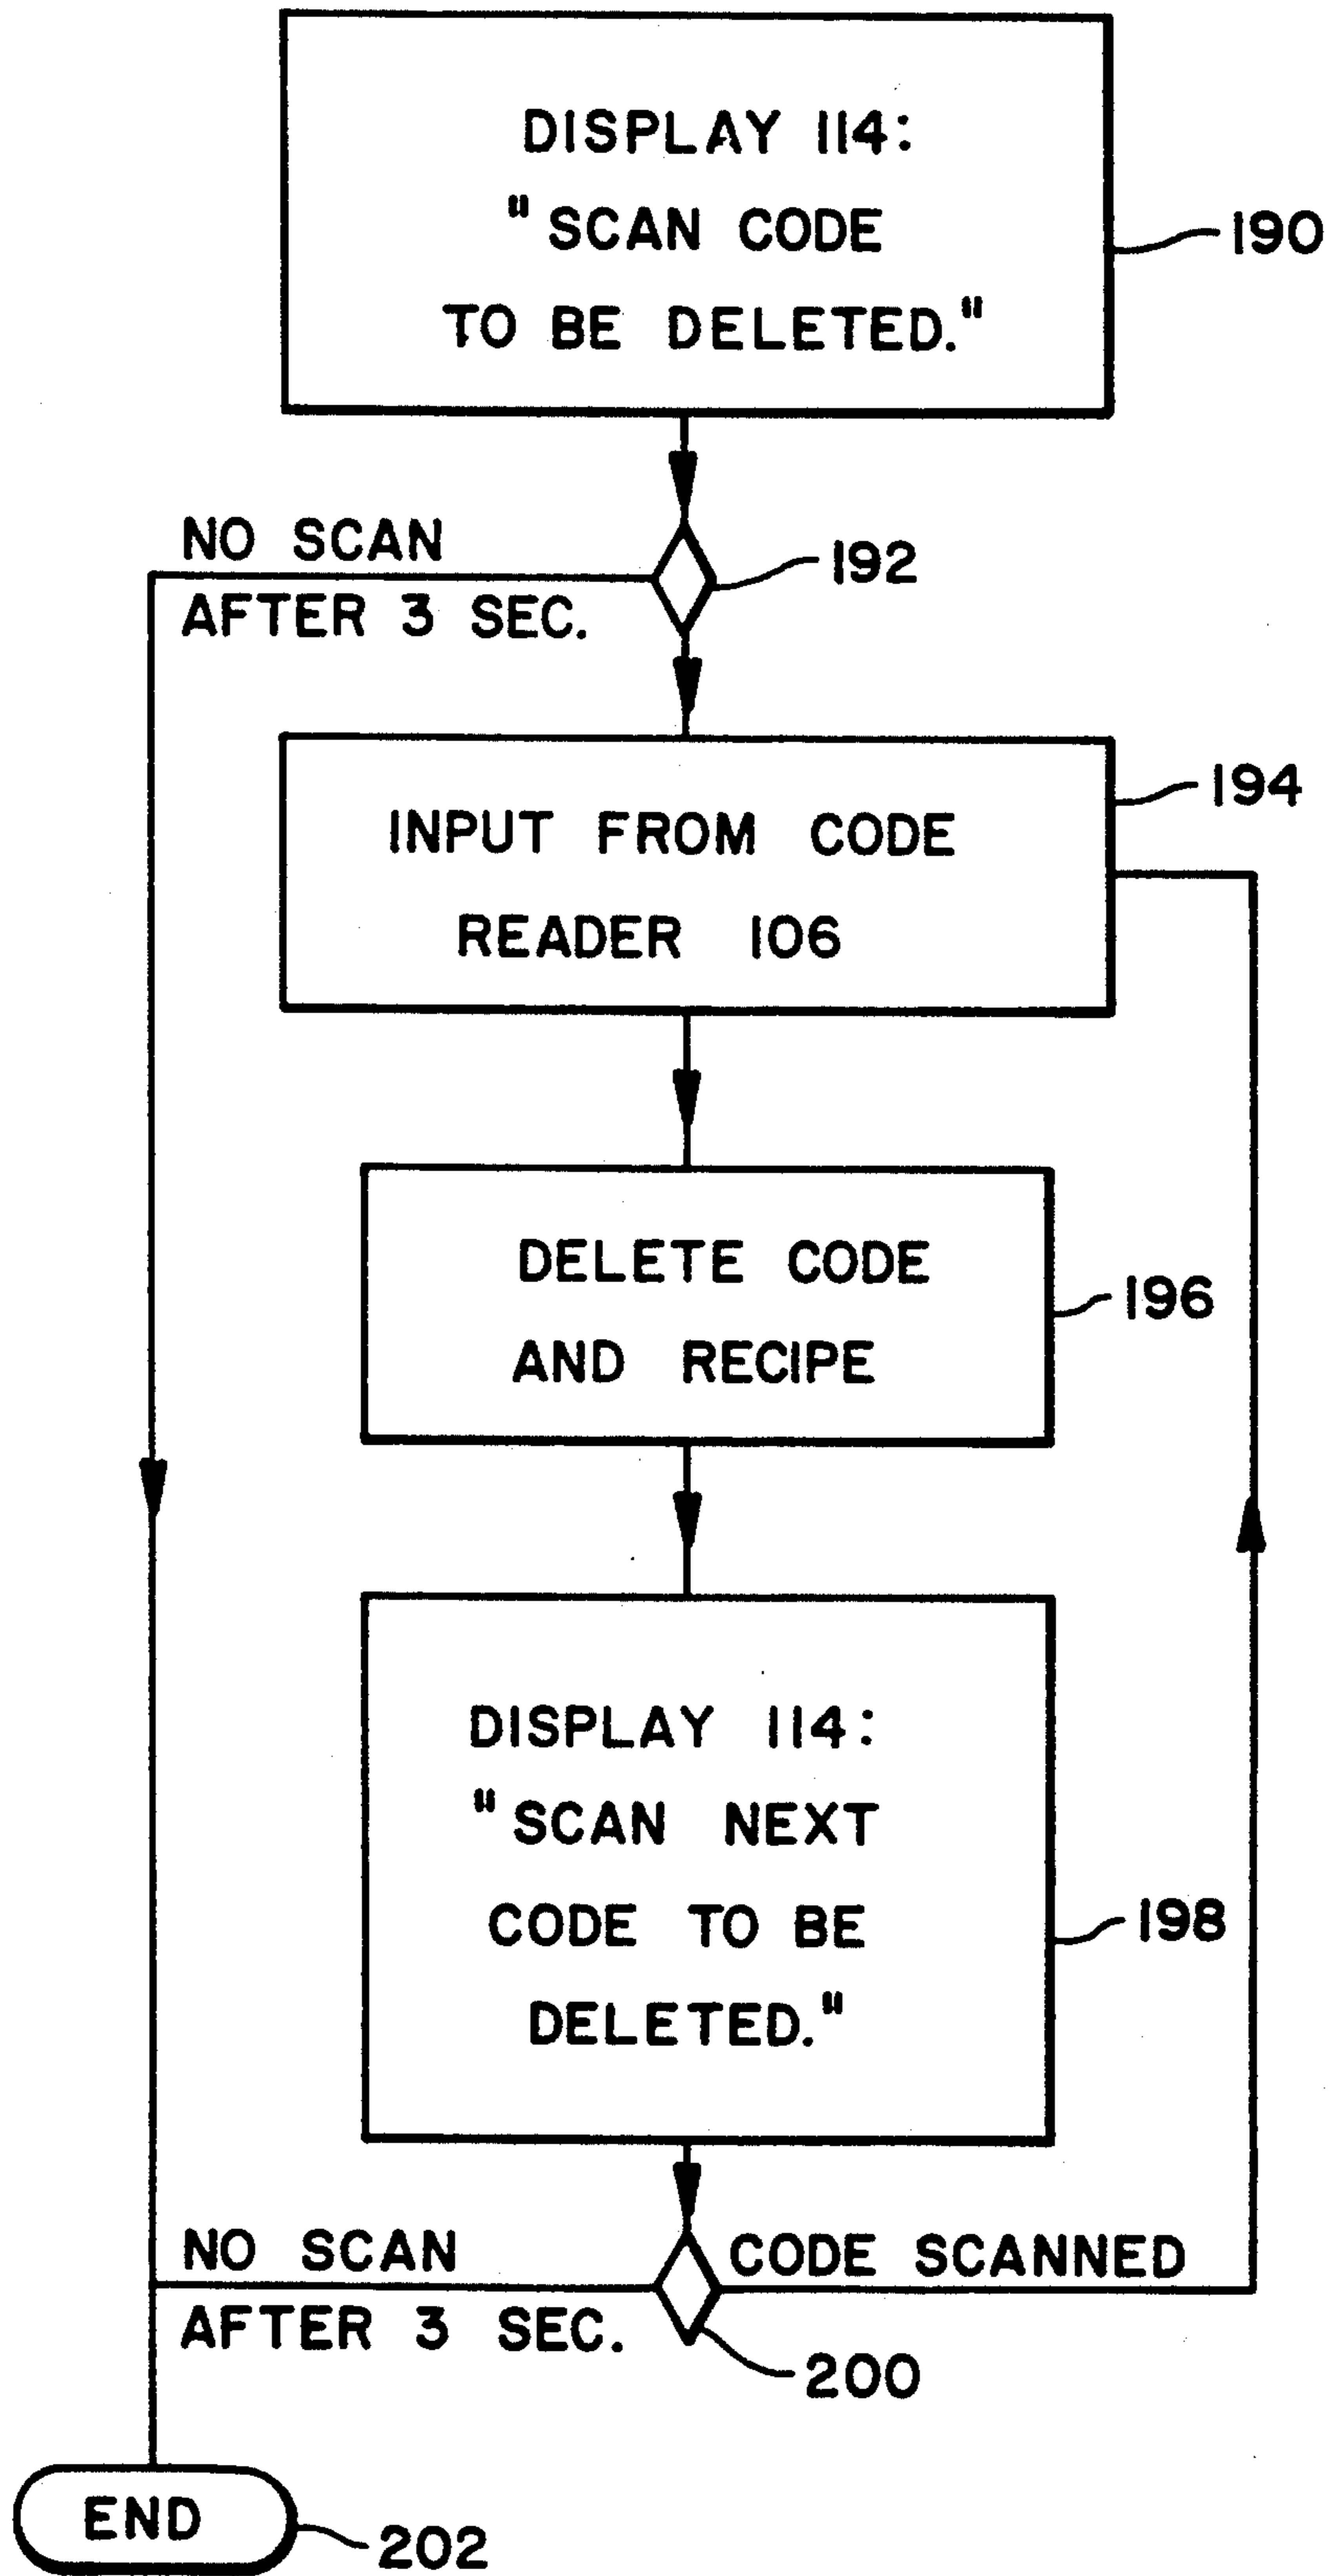 DISPLAY 114:
"SCAN CODE
TO BE DELETED."
190
NO SCAN
AFTER 3 SEC.
192
194
INPUT FROM CODE
READER 106
DELETE CODE
AND RECIPE
196
DISPLAY 114:
"SCAN NEXT
CODE TO BE
DELETED."
198
NO SCAN
AFTER 3 SEC.
CODE SCANNED
200
END
202